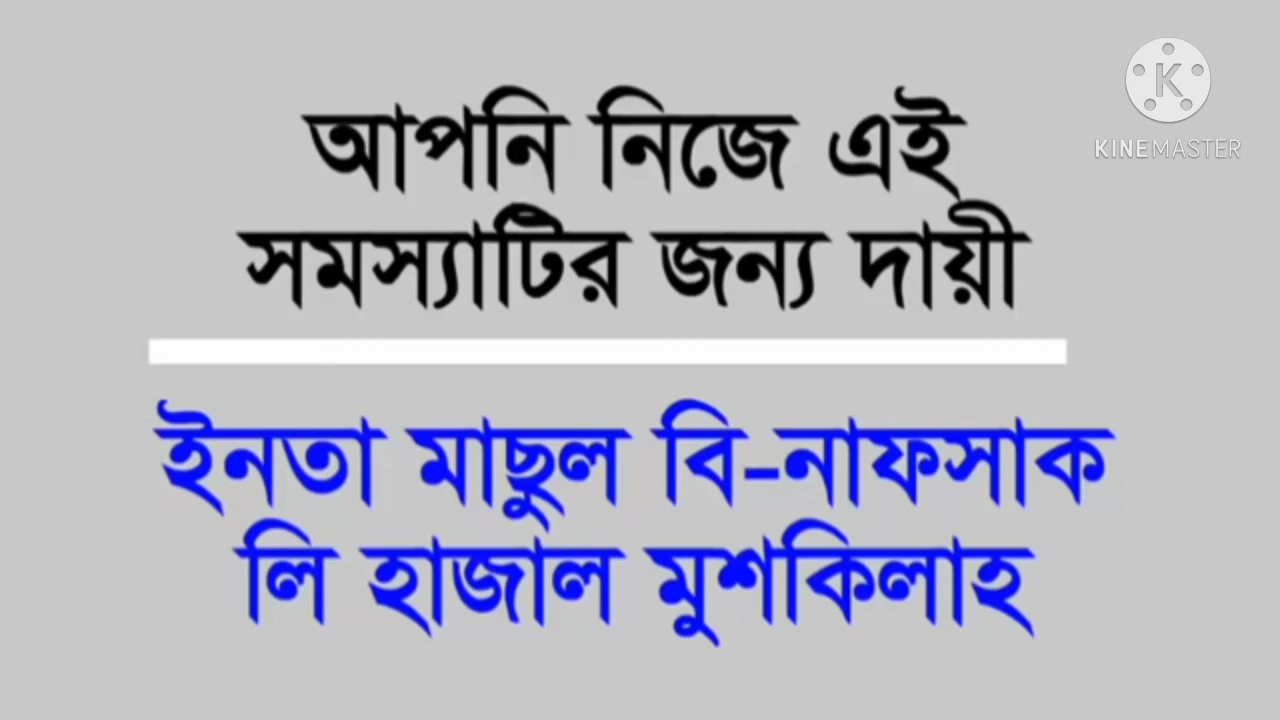 আপনি নিজে এই
সমস্যাটির জন্য দায়ী
ইনতা মাছুল বি-নাফসাক
লি হাজাল মুশকিলাহ
K
KINEMASTER